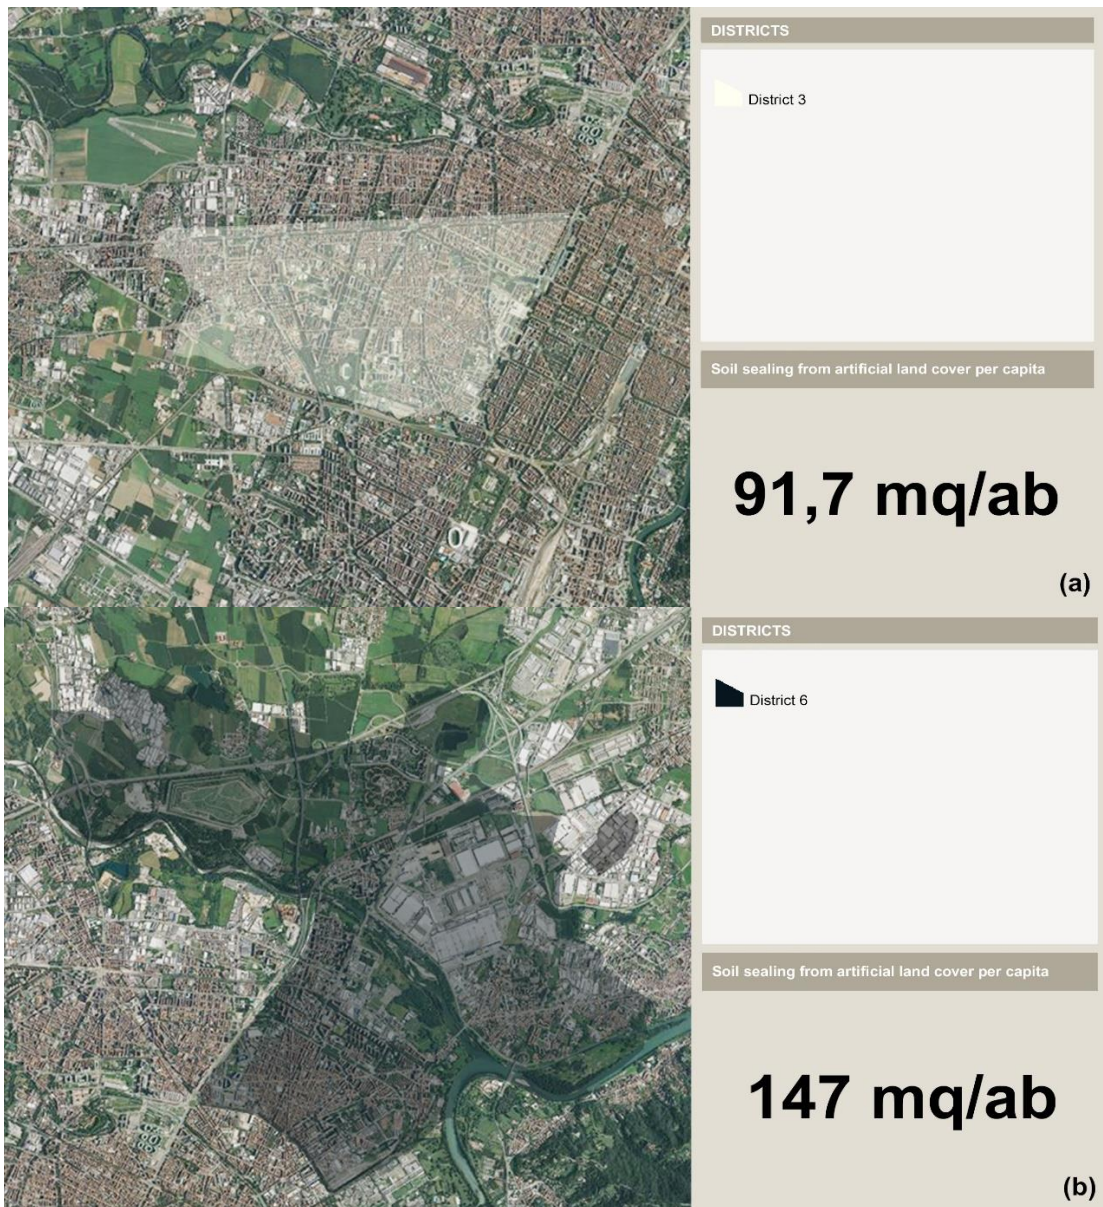 DISTRICTS
District 3
Soil sealing from artificial land cover per capita
91,7 mq/ab
(a)
DISTRICTS
District 6
Soil sealing from artificial land cover per capita
147 mq/ab
(b)